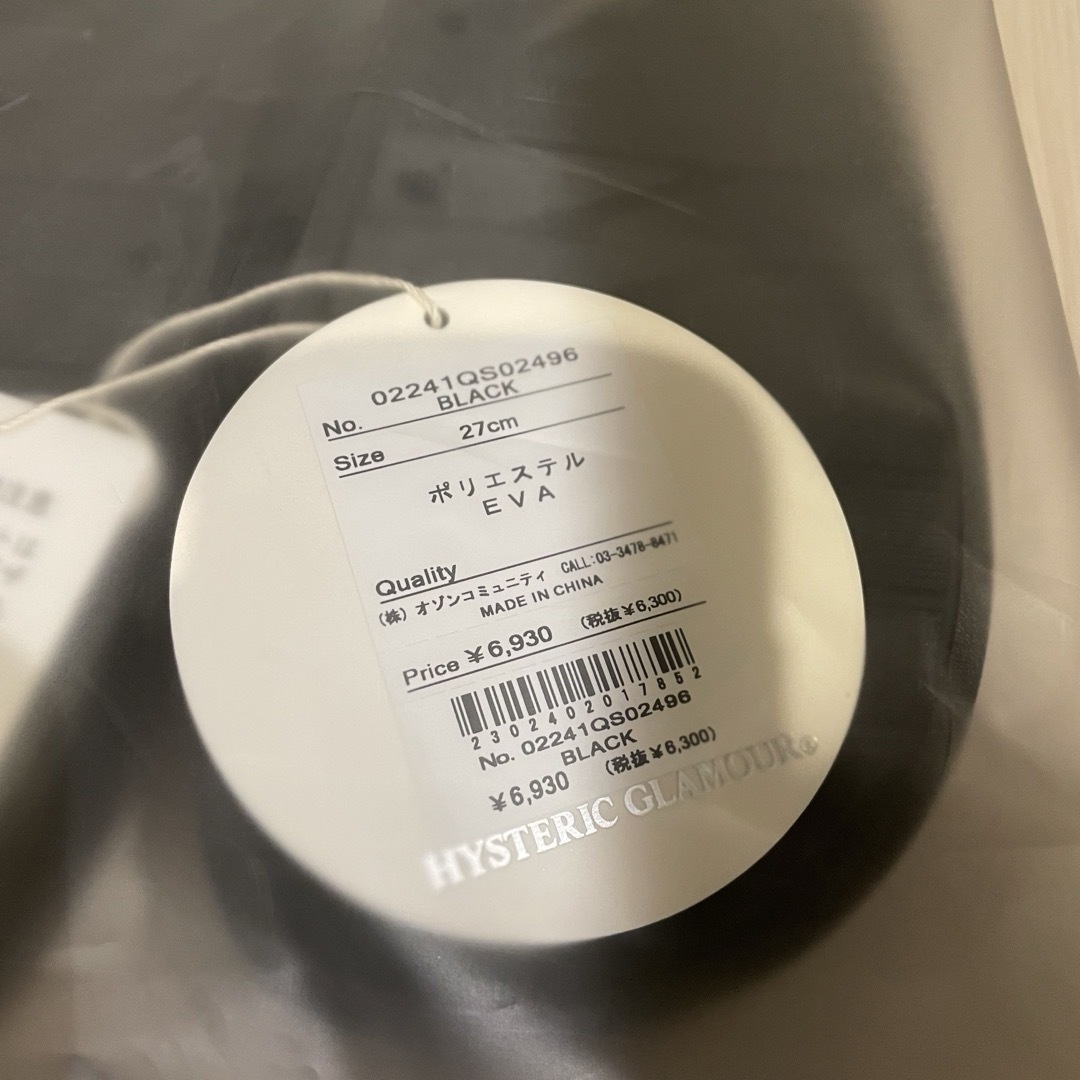 No. 02241QS02496
BLACK
Size 27cm
ポリエステル
EVA
Quality
(株) オゾンコミュニティ CALL:03-3478-8471
MADE IN CHINA
Price ¥6,930 (税抜¥6,300)
2302402017852
No. 02241QS02496
BLACK
¥6,930 (税抜¥6,300)
HYSTERIC GLAMOUR®